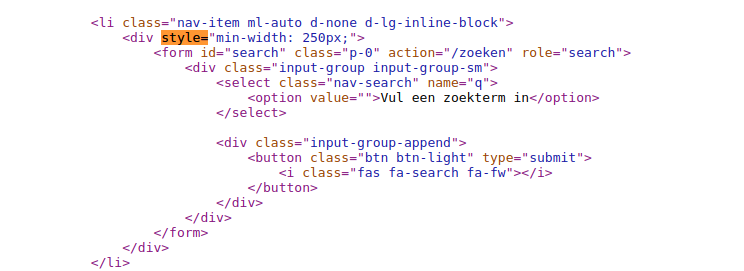 <li class="nav-item ml-auto d-none d-lg-inline-block">
<div style="min-width: 250px;">
<form id="search" class="p-0" action="/zoeken" role="search">
<div class="input-group input-group-sm">
<select class="nav-search" name="q">
<option value="">Vul een zoekterm in</option>
</select>
<div class="input-group-append">
<button class="btn btn-light" type="submit">
<i class="fas fa-search fa-fw"></i>
</button>
</div>
</div>
</form>
</div>
</li>